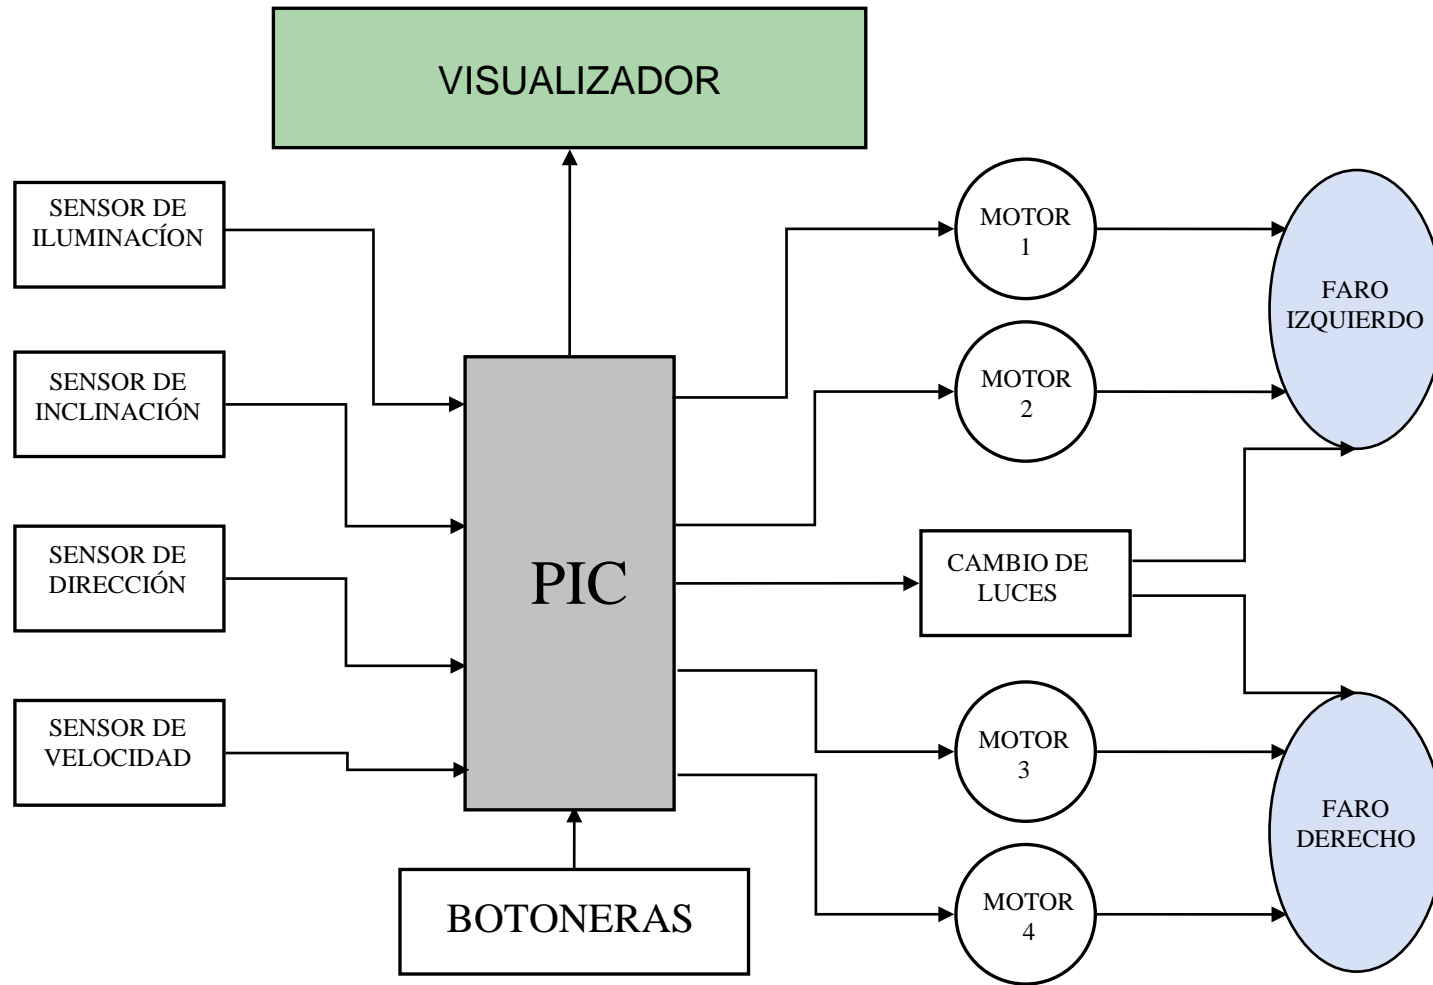 VISUALIZADOR
SENSOR DE
ILUMINACÍON
SENSOR DE
INCLINACIÓN
SENSOR DE
DIRECCIÓN
SENSOR DE
VELOCIDAD
PIC
BOTONERAS
MOTOR
1
MOTOR
2
CAMBIO DE
LUCES
MOTOR
3
MOTOR
4
FARO
IZQUIERDO
FARO
DERECHO